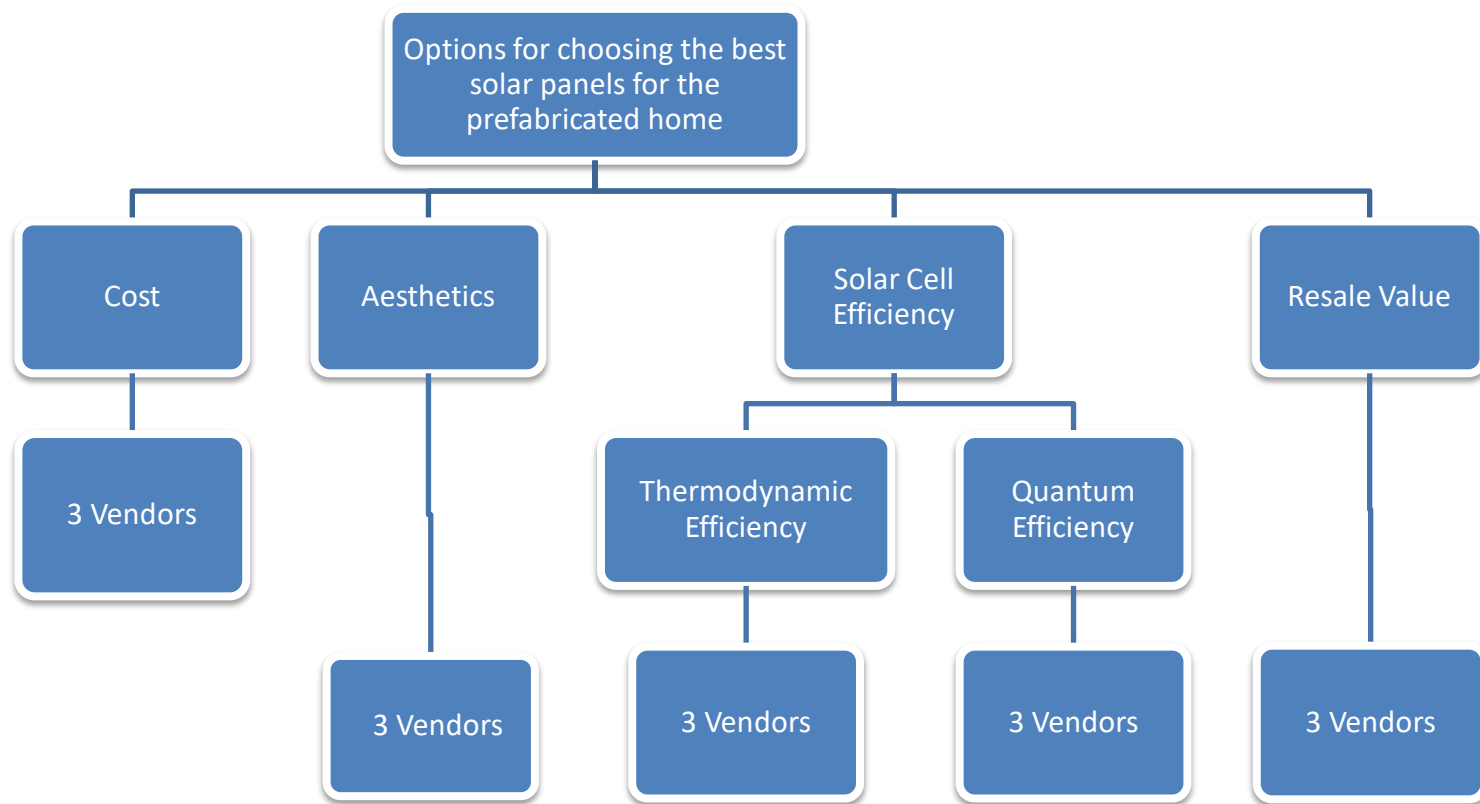 Options for choosing the best
solar panels for the
prefabricated home
Cost
Aesthetics
Solar Cell
Efficiency
Resale Value
3 Vendors
Thermodynamic
Efficiency
Quantum
Efficiency
3 Vendors
3 Vendors
3 Vendors
3 Vendors